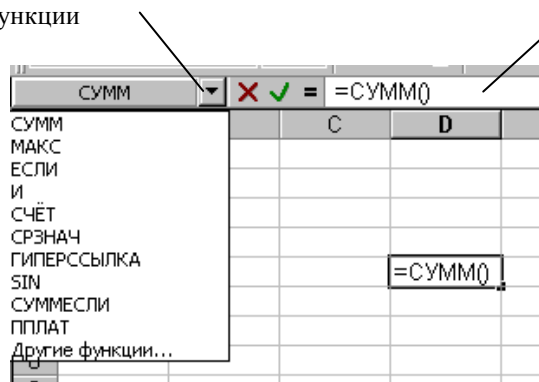 ункции
СУММ = =СУММ()
C D
СУММ
МАКС
ЕСЛИ
И
СЧЁТ
СРЗНАЧ
ГИПЕРССЫЛКА
=СУММ()
SIN
СУММЕСЛИ
ППЛАТ
Другие функции...